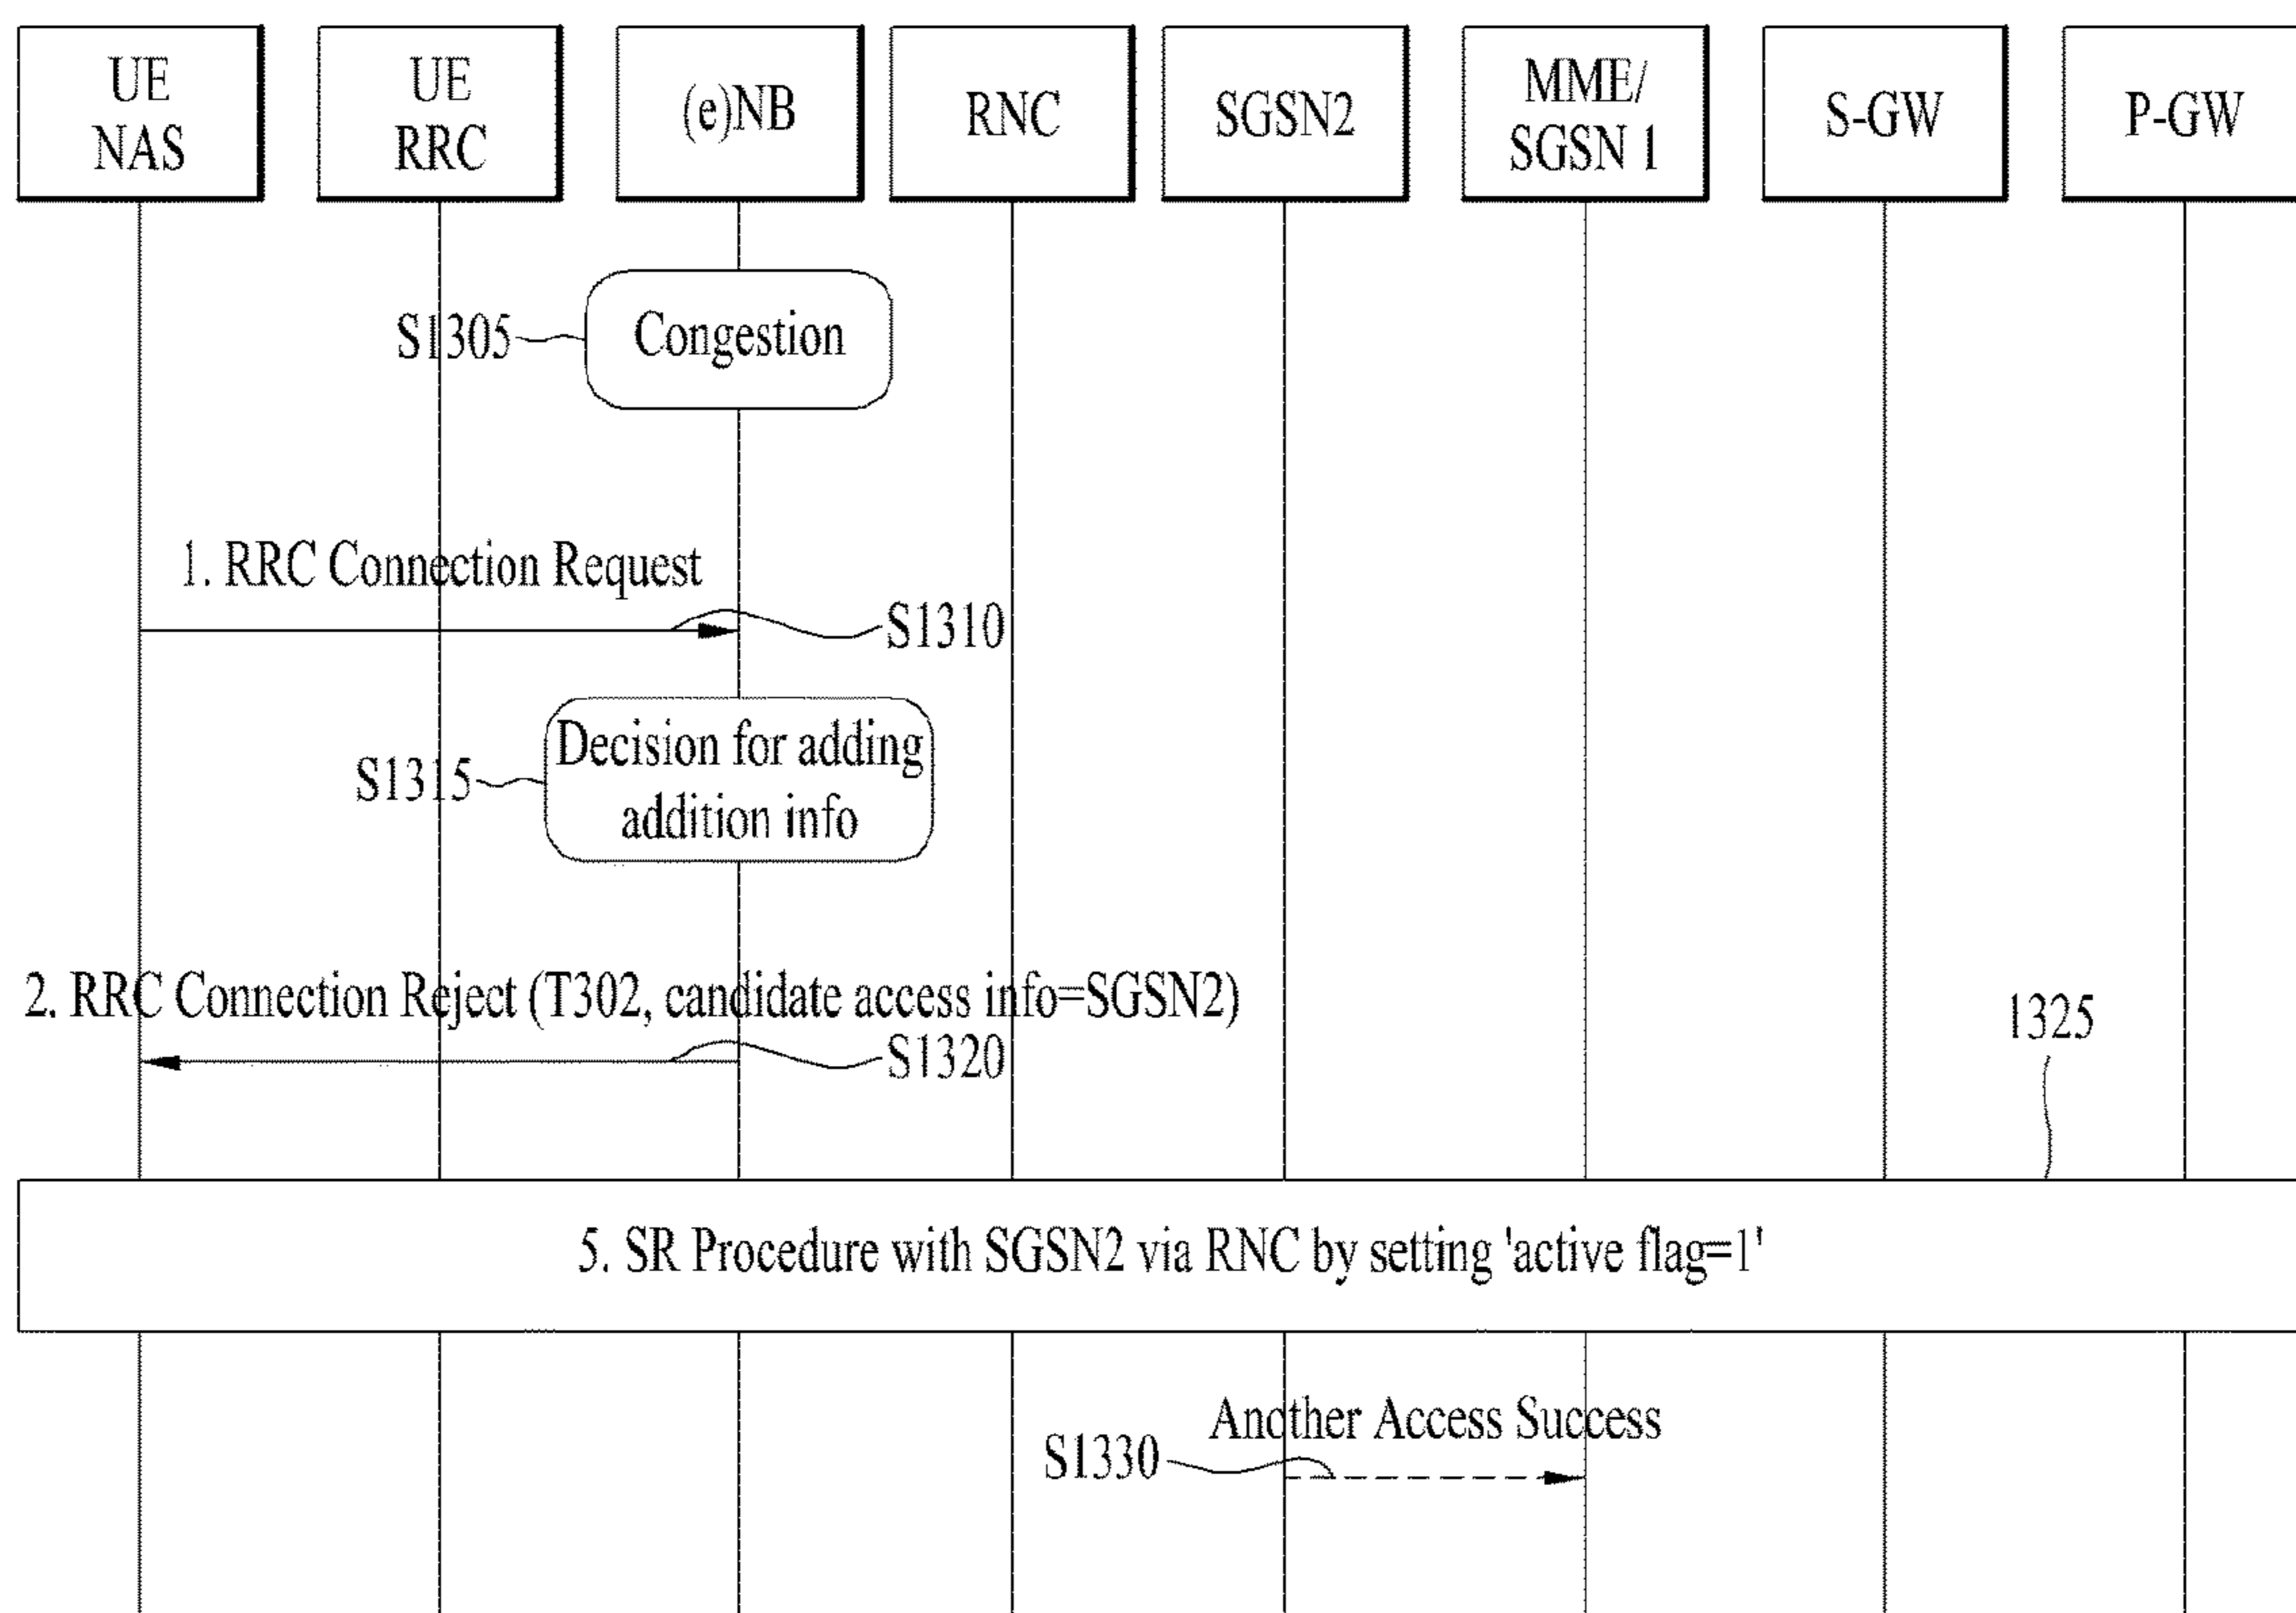 UE
NAS
UE
RRC
(e)NB
RNC
SGSN2
MME/
SGSN 1
S-GW
P-GW
S1305
Congestion
1. RRC Connection Request
S1310
S1315
Decision for adding
addition info
2. RRC Connection Reject (T302, candidate access info=SGSN2)
S1320
1325
5. SR Procedure with SGSN2 via RNC by setting 'active flag=1'
Another Access Success
S1330